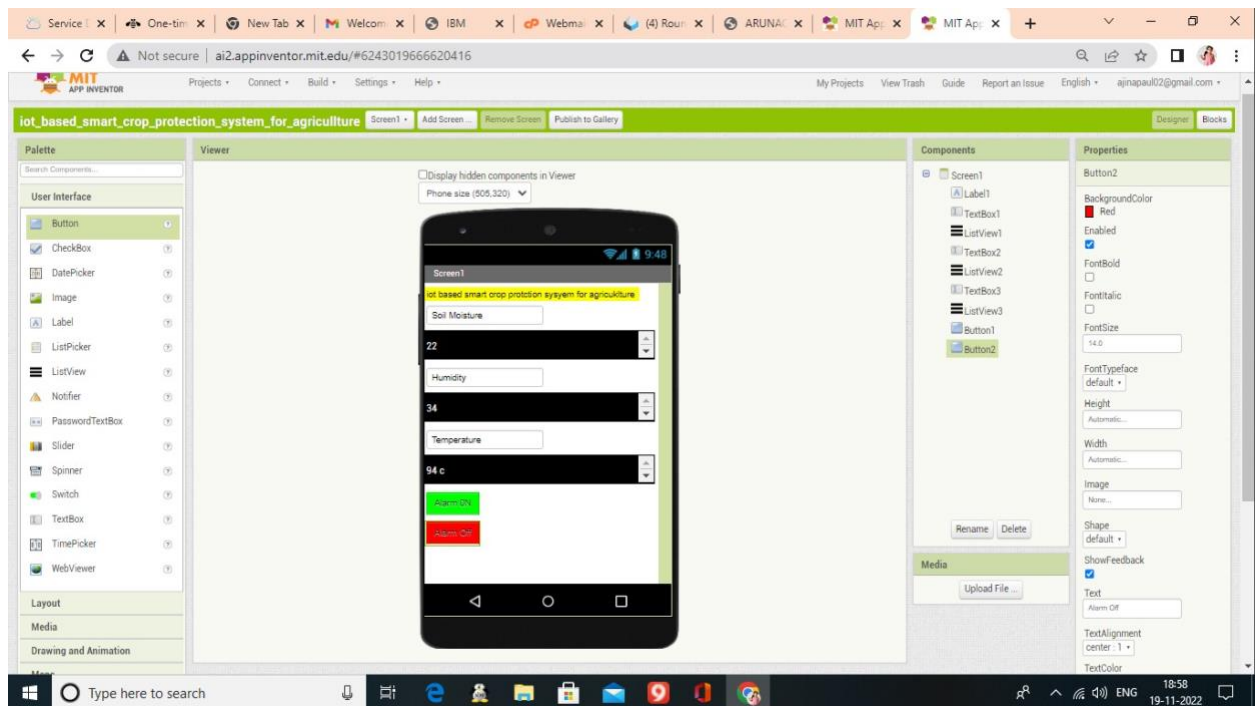 Service I
One-tim
New Tab
Welcom
IBM
Webmai
(4) Roun
ARUNAC
MIT App
MIT App
Not secure ai2.appinventor.mit.edu/#6243019666620416
MIT
APP INVENTOR
Projects Connect Build Settings Help
My Projects View Trash Guide Report an Issue English ajinapaul02@gmail.com
iot_based_smart_crop_protection_system_for_agricullture Screen1 Add Screen ... Remove Screen Publish to Gallery Designer Blocks
Palette
Search Components...
User Interface
Button
CheckBox
DatePicker
Image
Label
ListPicker
ListView
Notifier
PasswordTextBox
Slider
Spinner
Switch
TextBox
TimePicker
WebViewer
Layout
Media
Drawing and Animation
Maps
Viewer
Display hidden components in Viewer
Phone size (505,320)
9:48
Screen1
iot based smart crop protction sysyem for agricuklture
Soil Moisture
22
Humidity
34
Temperature
94 c
Alarm ON
Alarm Off
Components
Screen1
Label1
TextBox1
ListView1
TextBox2
ListView2
TextBox3
ListView3
Button1
Button2
Rename Delete
Media
Upload File ...
Properties
Button2
BackgroundColor
Red
Enabled
FontBold
FontItalic
FontSize
14.0
FontTypeface
default
Height
Automatic...
Width
Automatic...
Image
None...
Shape
default
ShowFeedback
Text
Alarm Off
TextAlignment
center : 1
TextColor
Type here to search
ENG
18:58
19-11-2022